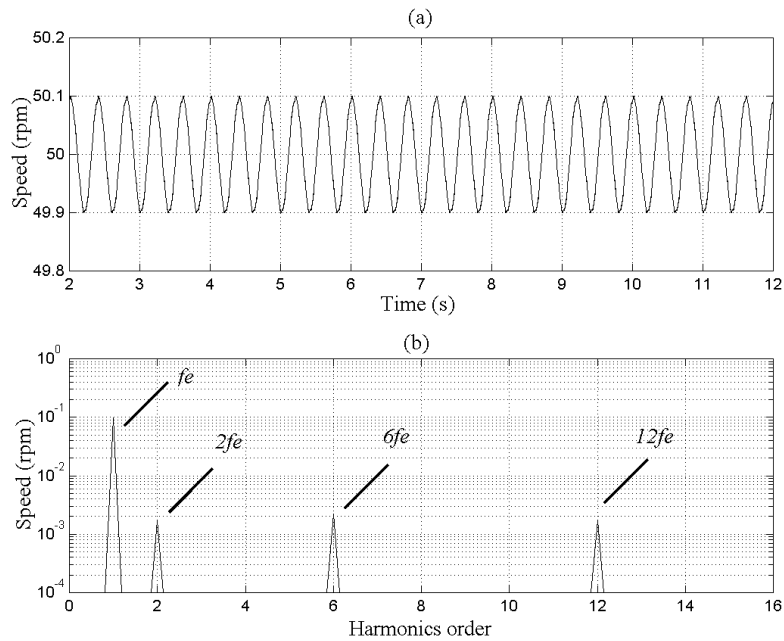 (a)
50.2
50.1
50
49.9
49.8
Speed (rpm)
2 3 4 5 6 7 8 9 10 11 12
Time (s)
(b)
10^0
10^-1
10^-2
10^-3
10^-4
Speed (rpm)
fe
2fe
6fe
12fe
0 2 4 6 8 10 12 14 16
Harmonics order